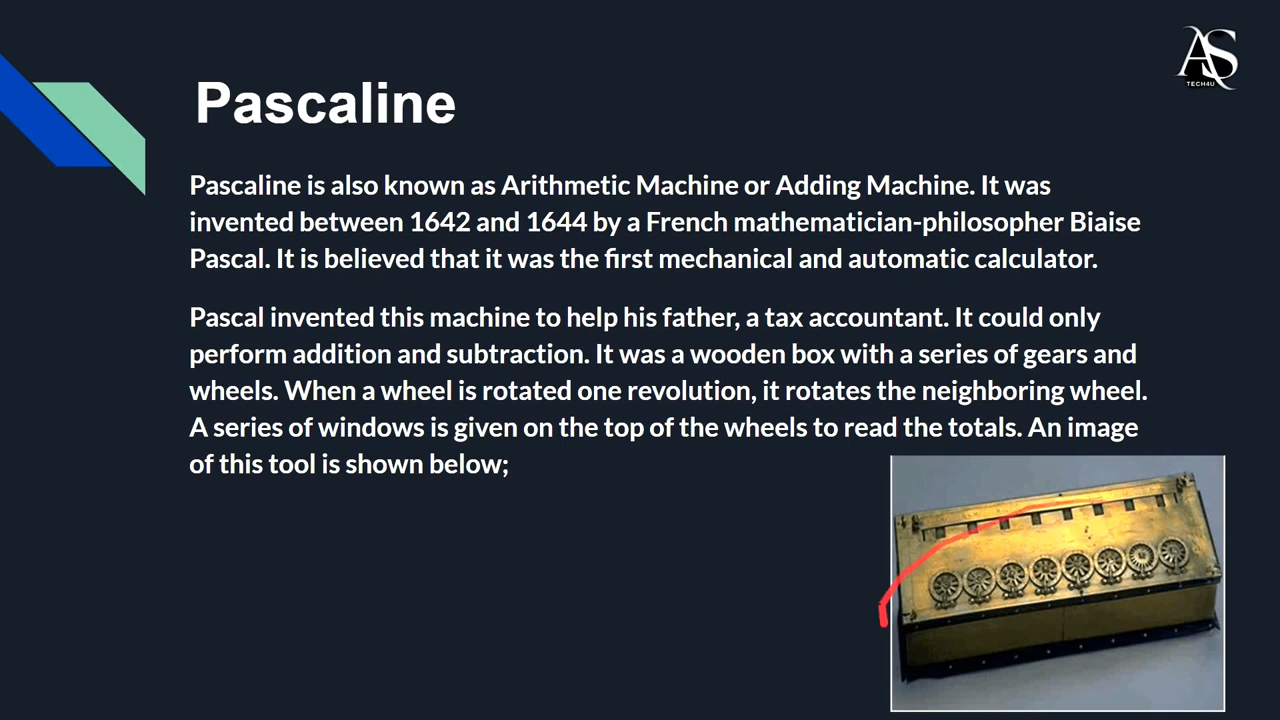 AS
TECH4U
Pascaline
Pascaline is also known as Arithmetic Machine or Adding Machine. It was
invented between 1642 and 1644 by a French mathematician-philosopher Biaise
Pascal. It is believed that it was the first mechanical and automatic calculator.
Pascal invented this machine to help his father, a tax accountant. It could only
perform addition and subtraction. It was a wooden box with a series of gears and
wheels. When a wheel is rotated one revolution, it rotates the neighboring wheel.
A series of windows is given on the top of the wheels to read the totals. An image
of this tool is shown below;